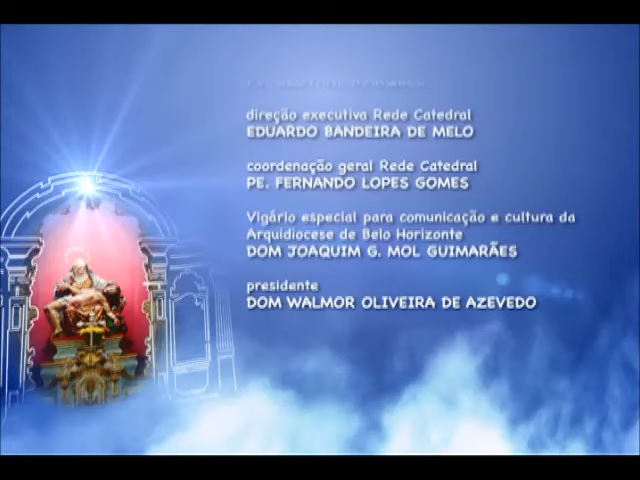 direção executiva Rede Catedral
EDUARDO BANDEIRA DE MELO
coordenação geral Rede Catedral
PE. FERNANDO LOPES GOMES
Vigário especial para comunicação e cultura da
Arquidiocese de Belo Horizonte
DOM JOAQUIM G. MOL GUIMARÃES
presidente
DOM WALMOR OLIVEIRA DE AZEVEDO